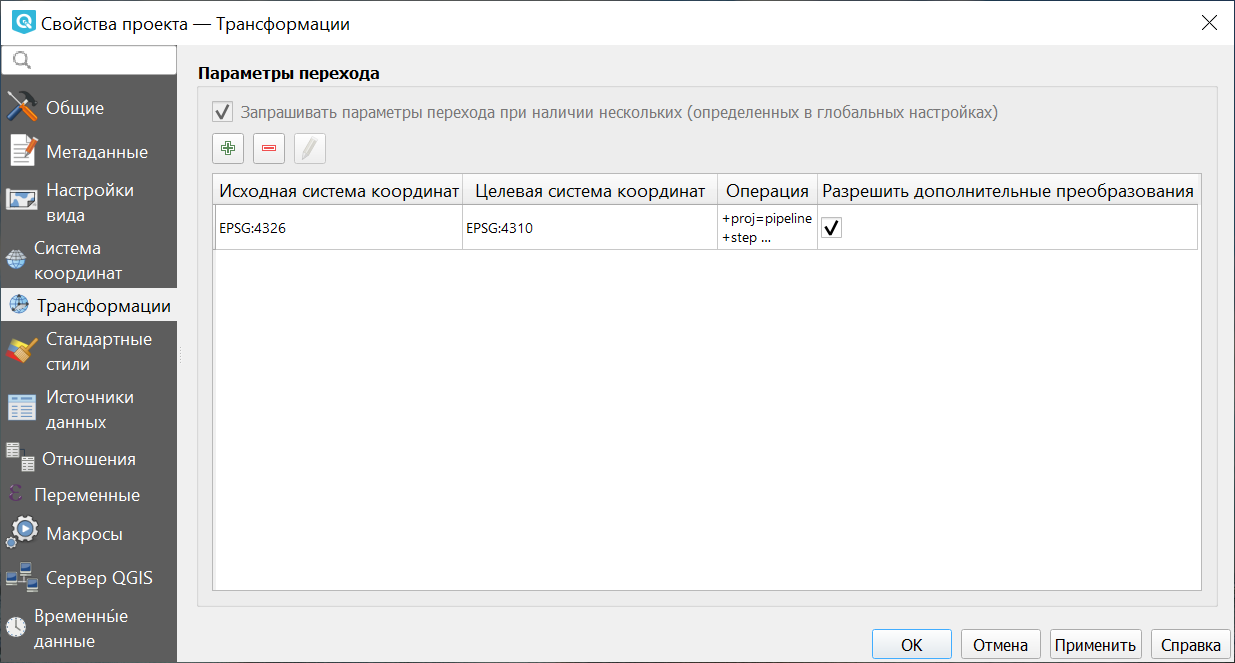 Свойства проекта — Трансформации
Общие
Метаданные
Настройки
вида
Система
координат
Трансформации
Стандартные
стили
Источники
данных
Отношения
Переменные
Макросы
Сервер QGIS
Временны́е
данные
Параметры перехода
Запрашивать параметры перехода при наличии нескольких (определенных в глобальных настройках)
Исходная система координат Целевая система координат Операция Разрешить дополнительные преобразования
EPSG:4326 EPSG:4310 +proj=pipeline
+step ...
OK Отмена Применить Справка